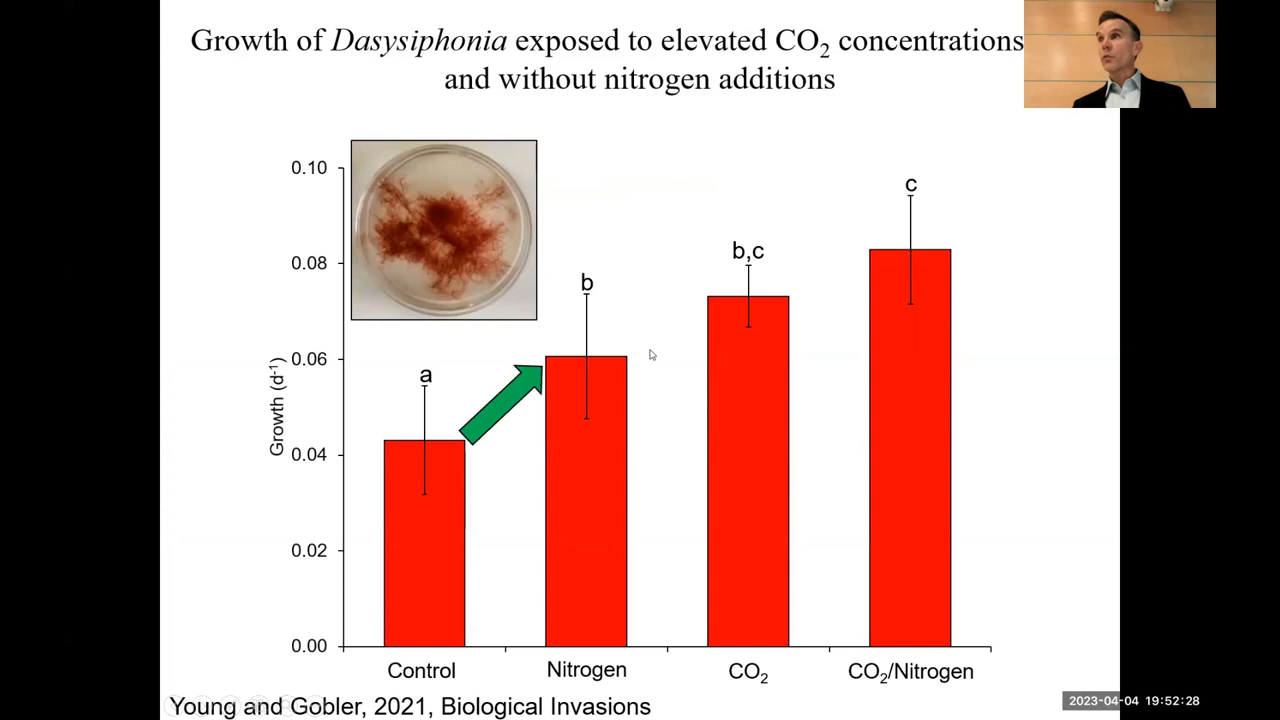 Growth of Dasysiphonia exposed to elevated CO₂ concentrations
and without nitrogen additions
0.10
0.08
0.06
0.04
0.02
0.00
Growth (d⁻¹)
a
b
b,c
c
Control
Nitrogen
CO₂
CO₂/Nitrogen
Young and Gobler, 2021, Biological Invasions
2023-04-04 19:52:28